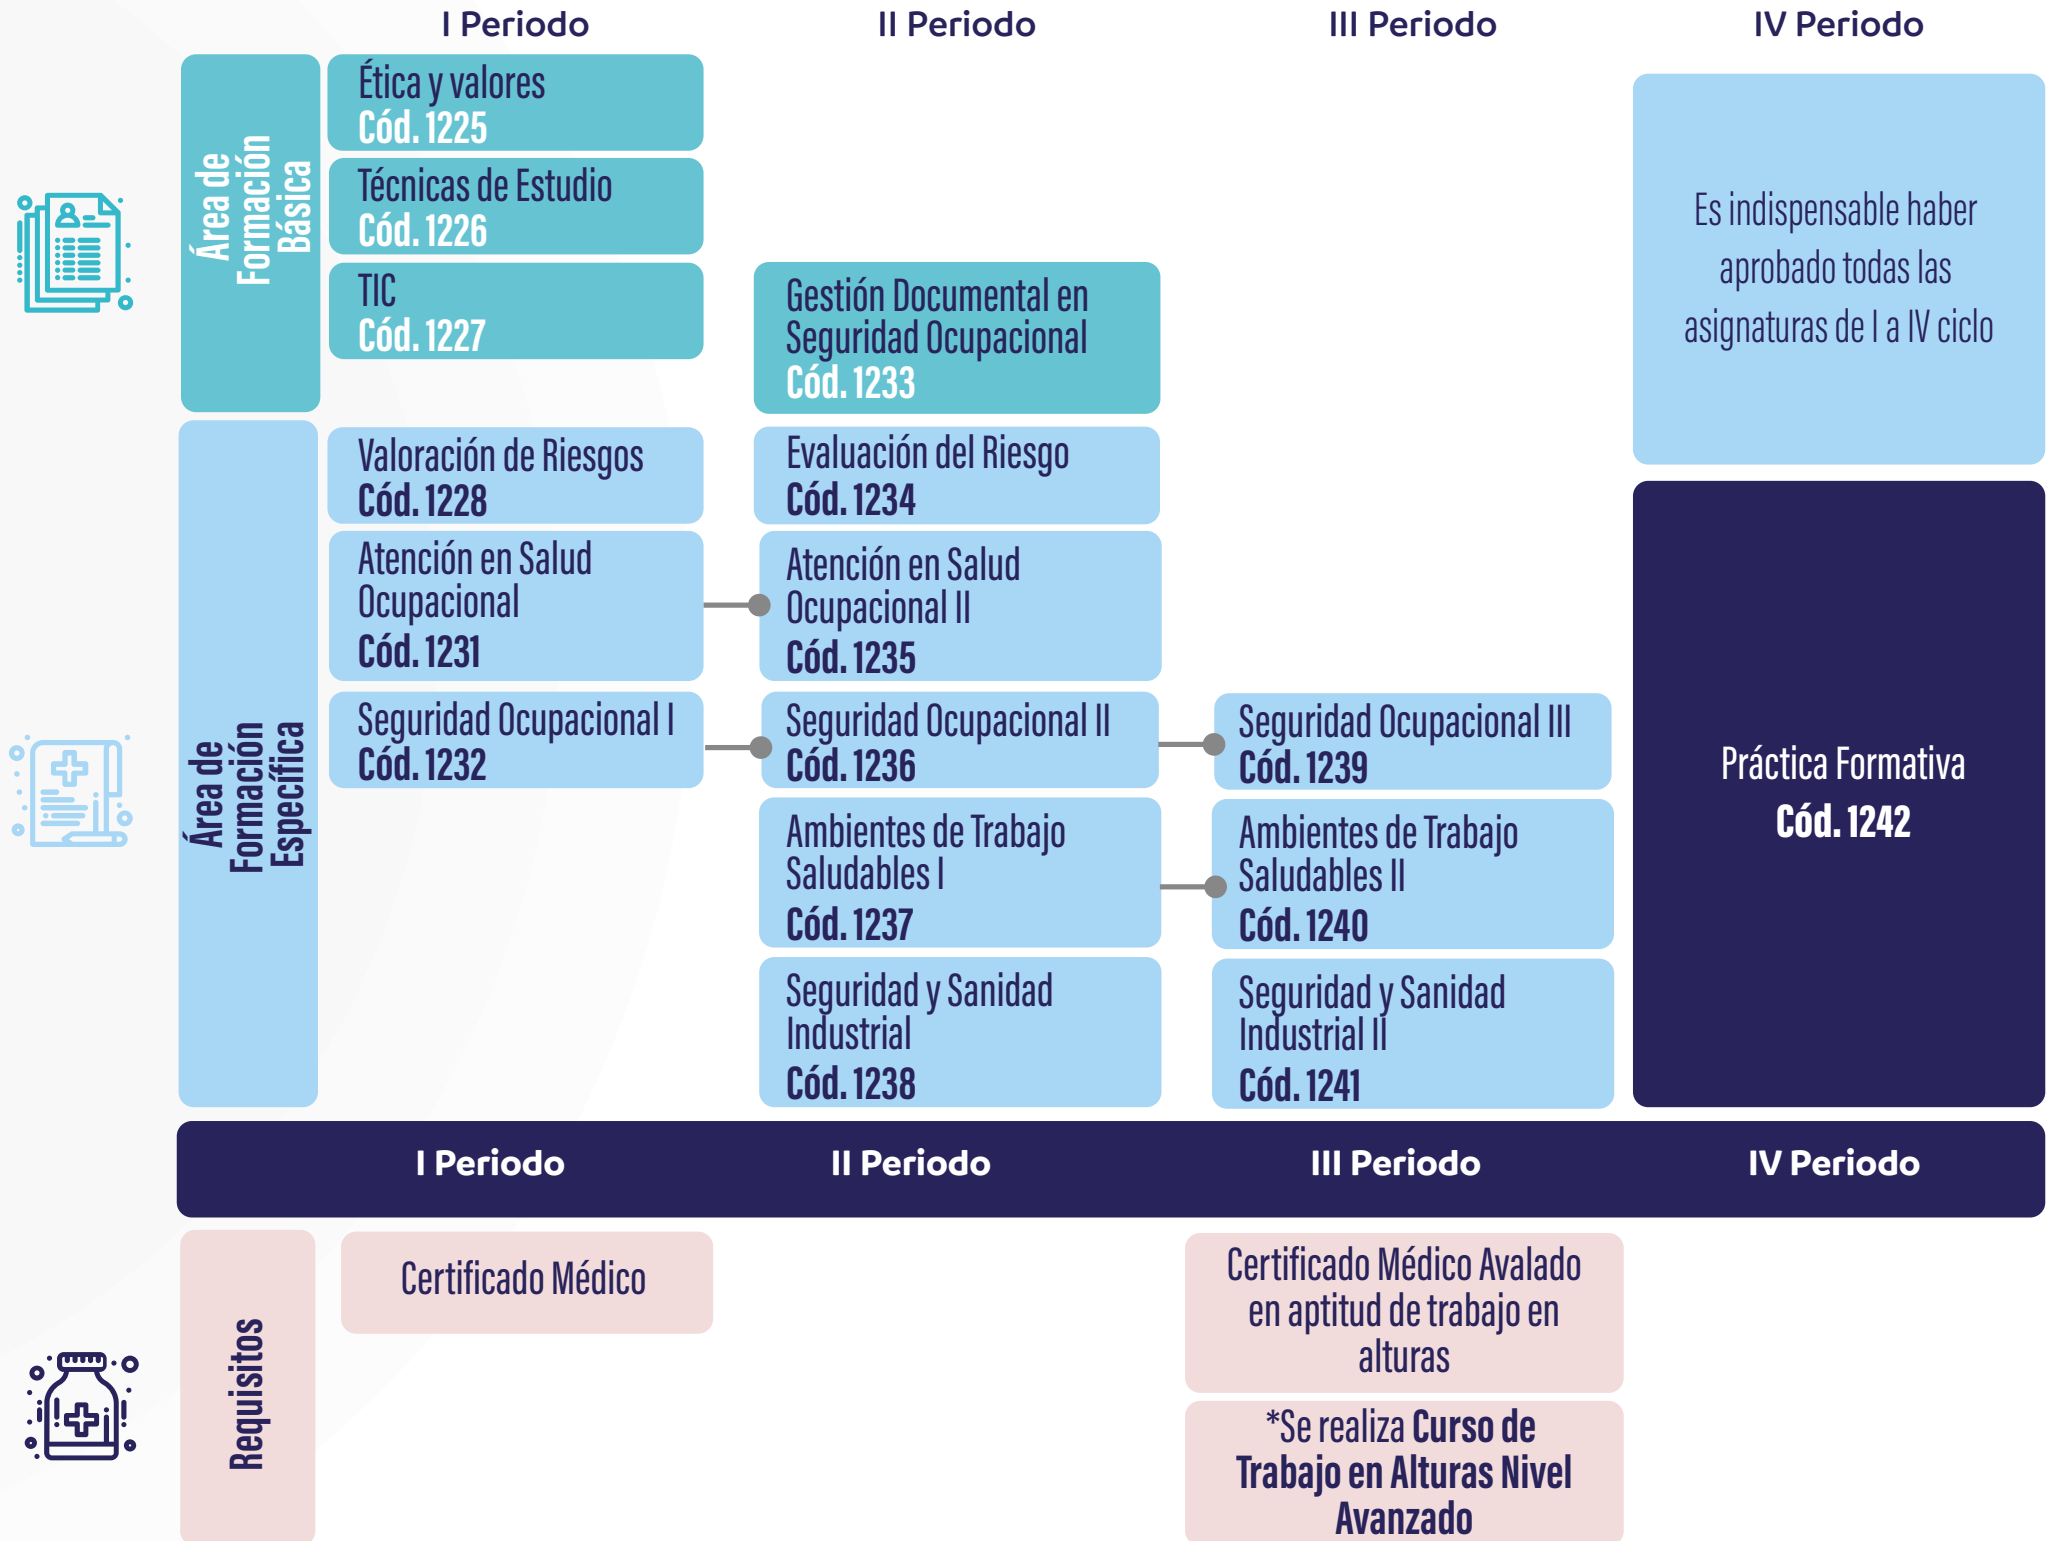 I Periodo
II Periodo
III Periodo
IV Periodo
Área de
Formación
Básica
Ética y valores
Cód. 1225
Técnicas de Estudio
Cód. 1226
TIC
Cód. 1227
Gestión Documental en
Seguridad Ocupacional
Cód. 1233
Es indispensable haber
aprobado todas las
asignaturas de I a IV ciclo
Área de
Formación
Específica
Valoración de Riesgos
Cód. 1228
Atención en Salud
Ocupacional
Cód. 1231
Seguridad Ocupacional I
Cód. 1232
Evaluación del Riesgo
Cód. 1234
Atención en Salud
Ocupacional II
Cód. 1235
Seguridad Ocupacional II
Cód. 1236
Ambientes de Trabajo
Saludables I
Cód. 1237
Seguridad y Sanidad
Industrial
Cód. 1238
Seguridad Ocupacional III
Cód. 1239
Ambientes de Trabajo
Saludables II
Cód. 1240
Seguridad y Sanidad
Industrial II
Cód. 1241
Práctica Formativa
Cód. 1242
I Periodo
II Periodo
III Periodo
IV Periodo
Requisitos
Certificado Médico
Certificado Médico Avalado
en aptitud de trabajo en
alturas
*Se realiza Curso de
Trabajo en Alturas Nivel
Avanzado